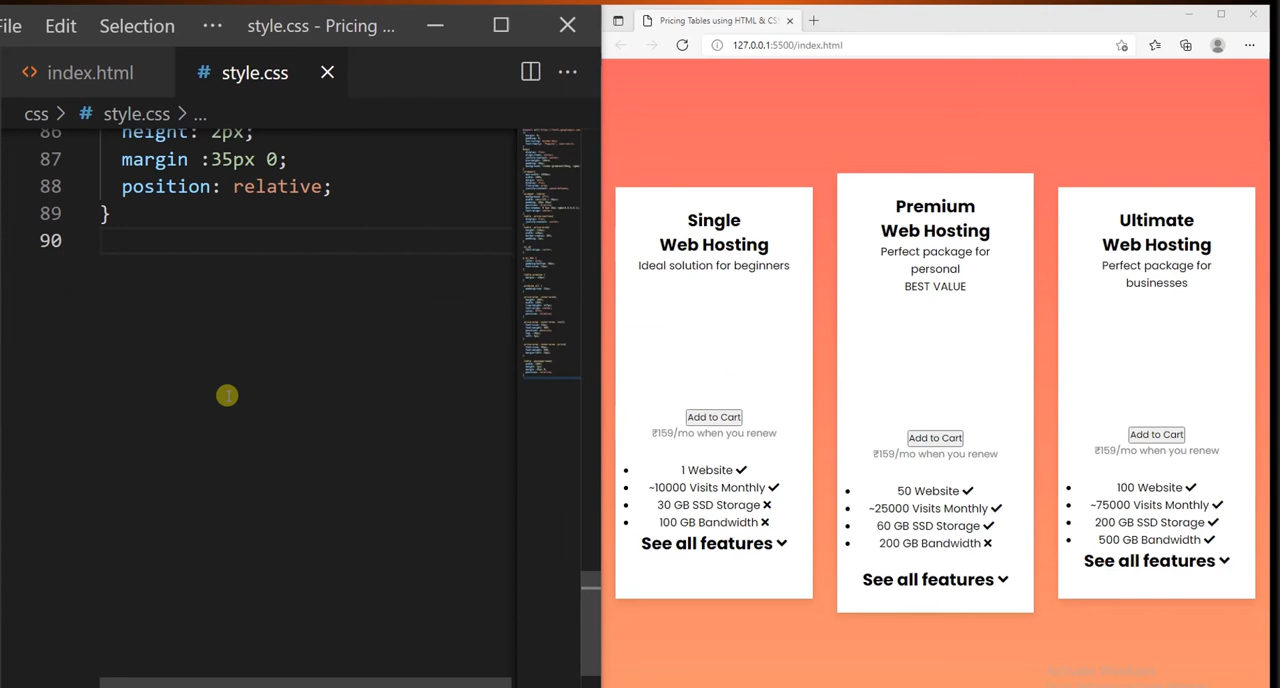 File Edit Selection ··· style.css - Pricing ...
index.html # style.css
css > # style.css > ...
86 height: 2px;
87 margin :35px 0;
88 position: relative;
89 }
90
Pricing Tables using HTML & CS
127.0.0.1:5500/index.html
Single
Web Hosting
Ideal solution for beginners
Add to Cart
₹159/mo when you renew
1 Website
~10000 Visits Monthly
30 GB SSD Storage
100 GB Bandwidth
See all features
Premium
Web Hosting
Perfect package for
personal
BEST VALUE
Add to Cart
₹159/mo when you renew
50 Website
~25000 Visits Monthly
60 GB SSD Storage
200 GB Bandwidth
See all features
Ultimate
Web Hosting
Perfect package for
businesses
Add to Cart
₹159/mo when you renew
100 Website
~75000 Visits Monthly
200 GB SSD Storage
500 GB Bandwidth
See all features